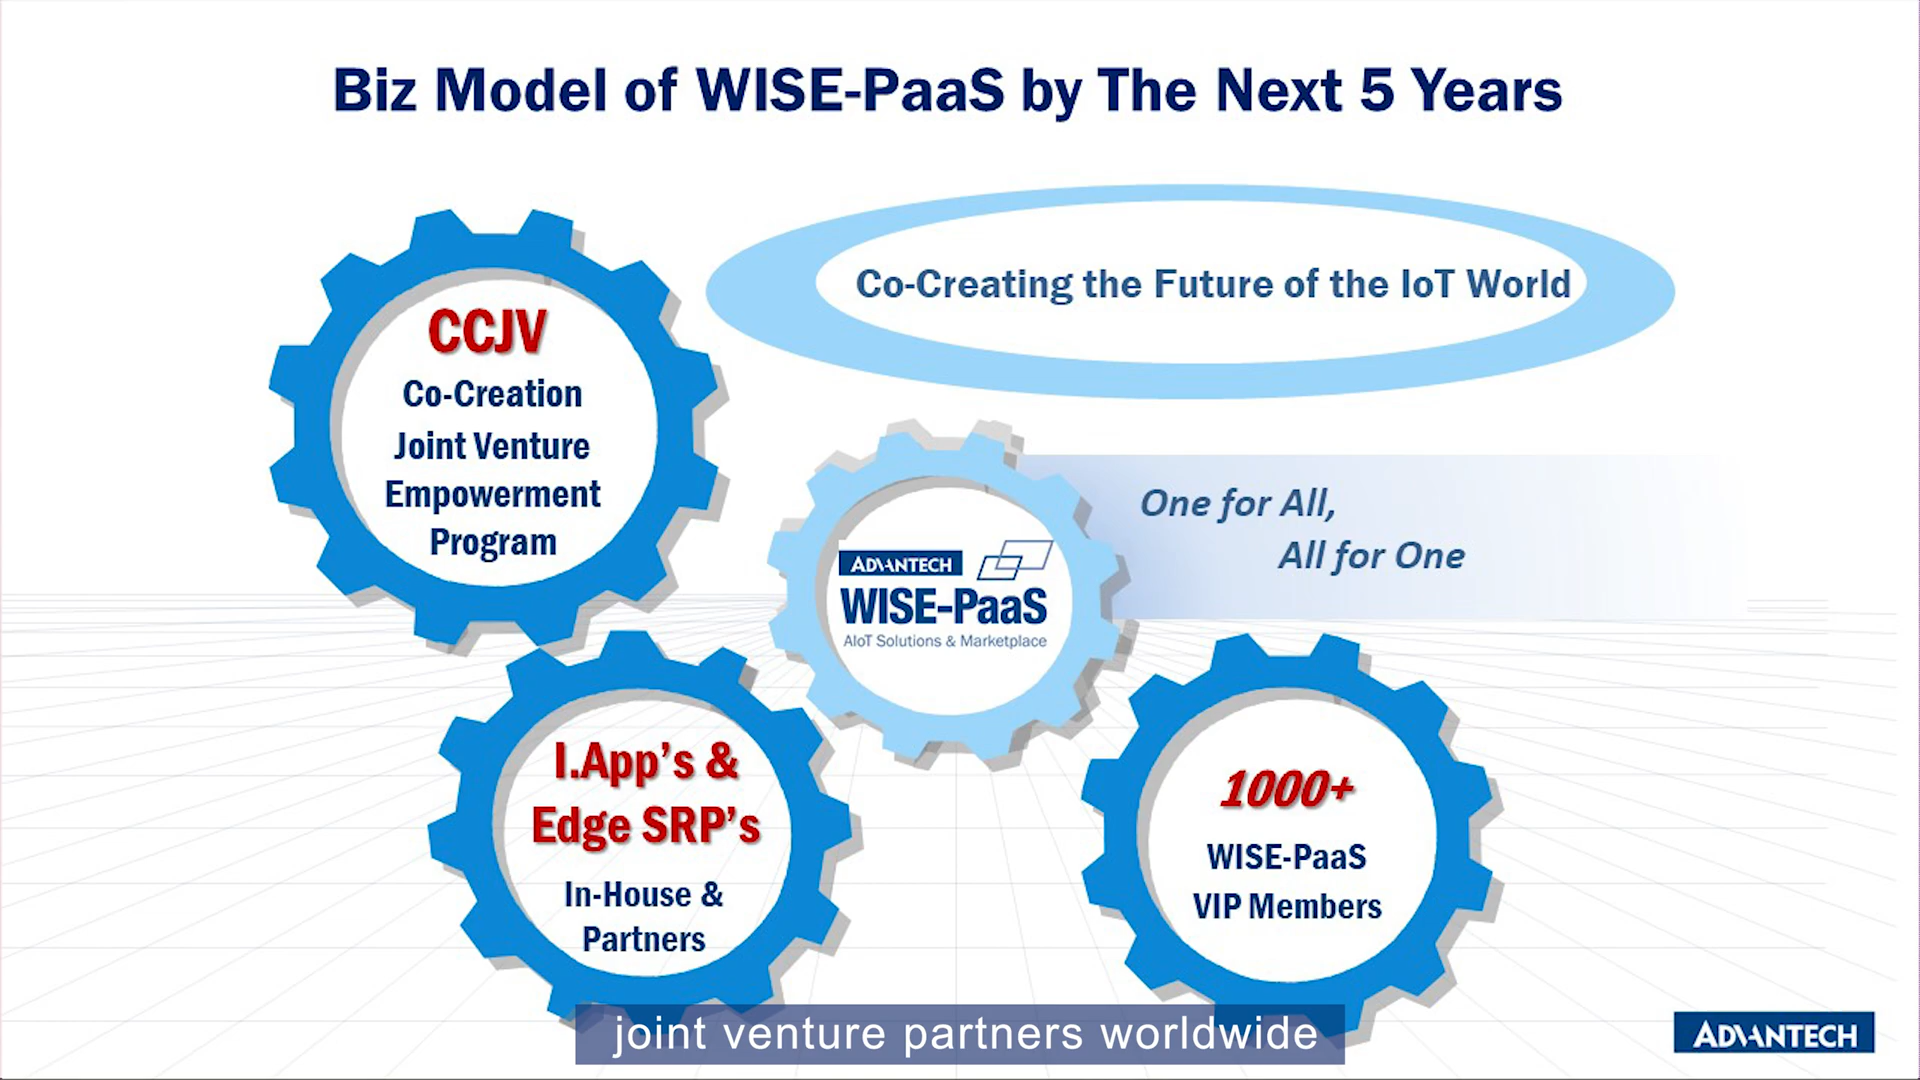 Biz Model of WISE-PaaS by The Next 5 Years
Co-Creating the Future of the IoT World
CCJV
Co-Creation
Joint Venture
Empowerment
Program
One for All,
All for One
ADVANTECH
WISE-PaaS
AIoT Solutions & Marketplace
I.App's &
Edge SRP's
In-House &
Partners
1000+
WISE-PaaS
VIP Members
joint venture partners worldwide
ADVANTECH